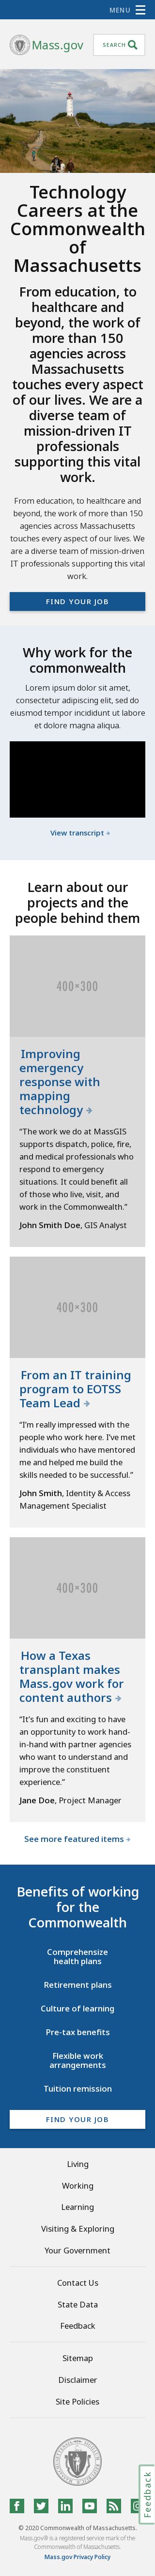 MENU
Mass.gov
SEARCH
Technology
Careers at the
Commonwealth
of
Massachusetts
From education, to
healthcare and
beyond, the work of
more than 150
agencies across
Massachusetts
touches every aspect
of our lives. We are a
diverse team of
mission-driven IT
professionals
supporting this vital
work.
From education, to healthcare and
beyond, the work of more than 150
agencies across Massachusetts
touches every aspect of our lives. We
are a diverse team of mission-driven
IT professionals supporting this vital
work.
FIND YOUR JOB
Why work for the
commonwealth
Lorem ipsum dolor sit amet,
consectetur adipisicing elit, sed do
eiusmod tempor incididunt ut labore
et dolore magna aliqua.
View transcript
Learn about our
projects and the
people behind them
400×300
Improving
emergency
response with
mapping
technology
“The work we do at MassGIS
supports dispatch, police, fire,
and medical professionals who
respond to emergency
situations. It could benefit all
of those who live, visit, and
work in the Commonwealth.”
John Smith Doe, GIS Analyst
400×300
From an IT training
program to EOTSS
Team Lead
“I’m really impressed with the
people who work here. I’ve met
individuals who have mentored
me and helped me build the
skills needed to be successful.”
John Smith, Identity & Access
Management Specialist
400×300
How a Texas
transplant makes
Mass.gov work for
content authors
“It’s fun and exciting to have
an opportunity to work hand-
in-hand with partner agencies
who want to understand and
improve the constituent
experience.”
Jane Doe, Project Manager
See more featured items
Benefits of working
for the
Commonwealth
Comprehensize
health plans
Retirement plans
Culture of learning
Pre-tax benefits
Flexible work
arrangements
Tuition remission
FIND YOUR JOB
Living
Working
Learning
Visiting & Exploring
Your Government
Contact Us
State Data
Feedback
Sitemap
Disclaimer
Site Policies
Feedback
© 2020 Commonwealth of Massachusetts.
Mass.gov® is a registered service mark of the
Commonwealth of Massachusetts.
Mass.gov Privacy Policy